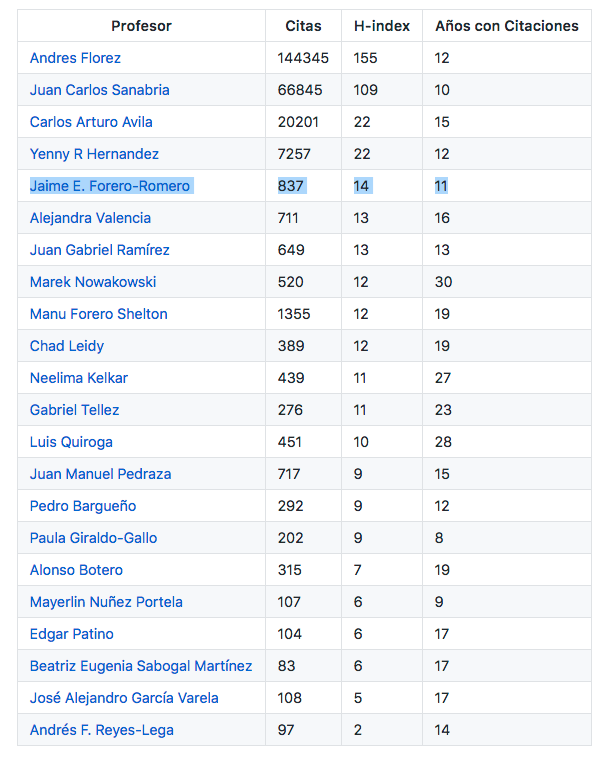 Profesor Citas H-index Años con Citaciones
Andres Florez 144345 155 12
Juan Carlos Sanabria 66845 109 10
Carlos Arturo Avila 20201 22 15
Yenny R Hernandez 7257 22 12
Jaime E. Forero-Romero 837 14 11
Alejandra Valencia 711 13 16
Juan Gabriel Ramírez 649 13 13
Marek Nowakowski 520 12 30
Manu Forero Shelton 1355 12 19
Chad Leidy 389 12 19
Neelima Kelkar 439 11 27
Gabriel Tellez 276 11 23
Luis Quiroga 451 10 28
Juan Manuel Pedraza 717 9 15
Pedro Bargueño 292 9 12
Paula Giraldo-Gallo 202 9 8
Alonso Botero 315 7 19
Mayerlin Nuñez Portela 107 6 9
Edgar Patino 104 6 17
Beatriz Eugenia Sabogal Martínez 83 6 17
José Alejandro García Varela 108 5 17
Andrés F. Reyes-Lega 97 2 14